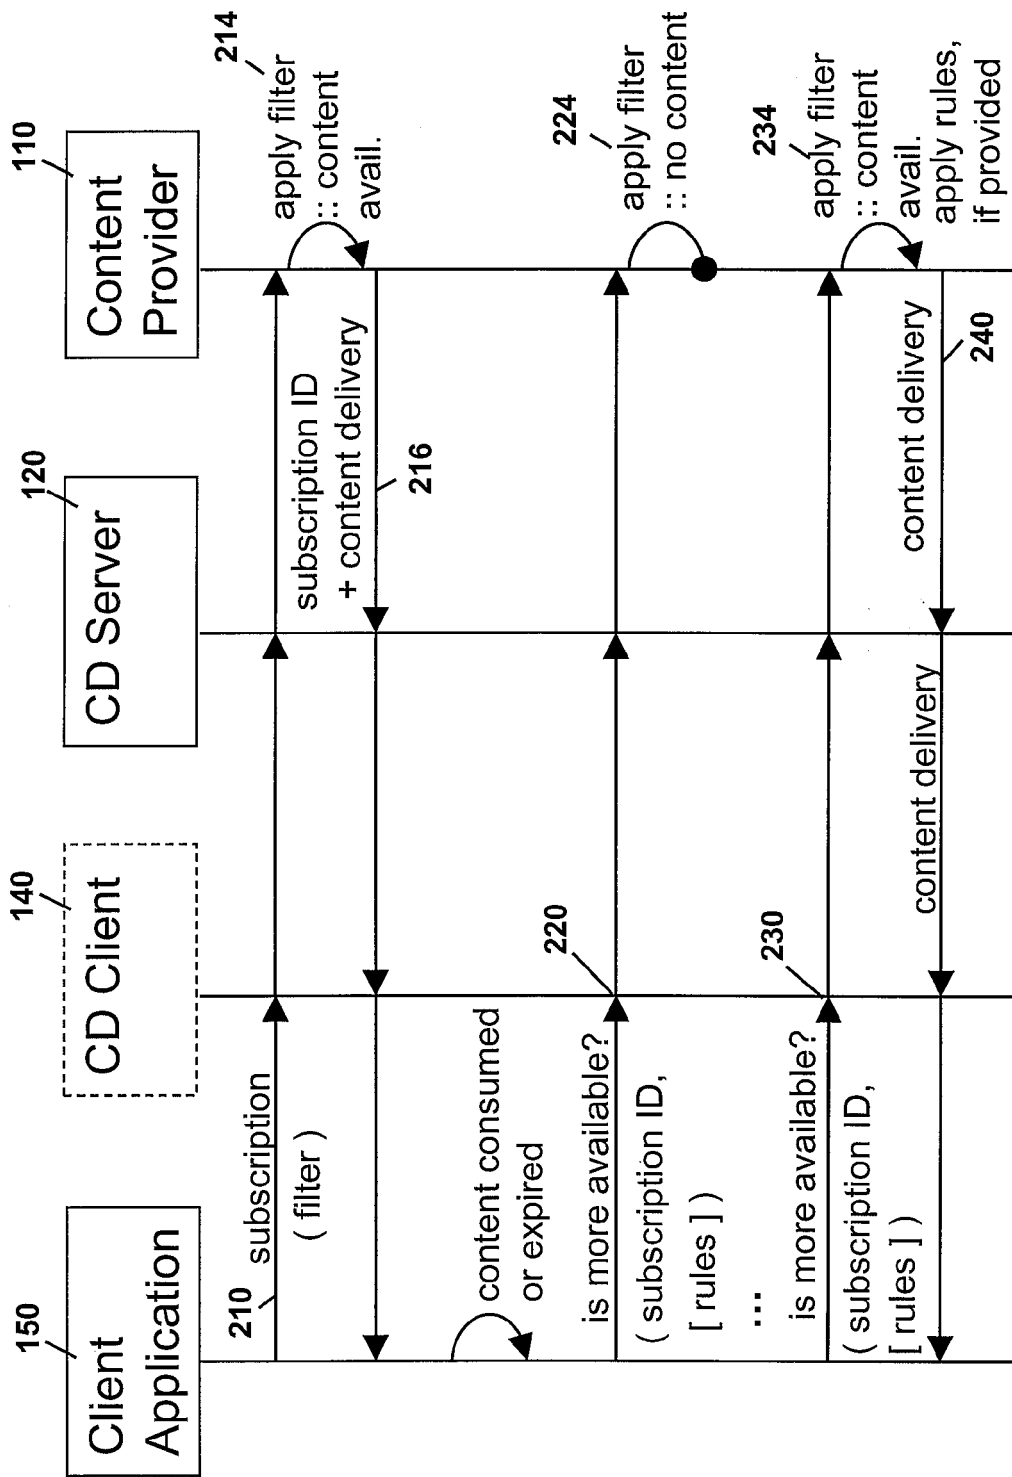 150
Client
Application
140
CD Client
120
CD Server
110
Content
Provider
210
subscription
( filter )
214
apply filter
:: content
avail.
subscription ID
+ content delivery
216
content consumed
or expired
is more available?
( subscription ID,
[ rules ] )
220
224
apply filter
:: no content
...
is more available?
( subscription ID,
[ rules ] )
230
234
apply filter
:: content
avail.
apply rules,
if provided
content delivery
content delivery
240